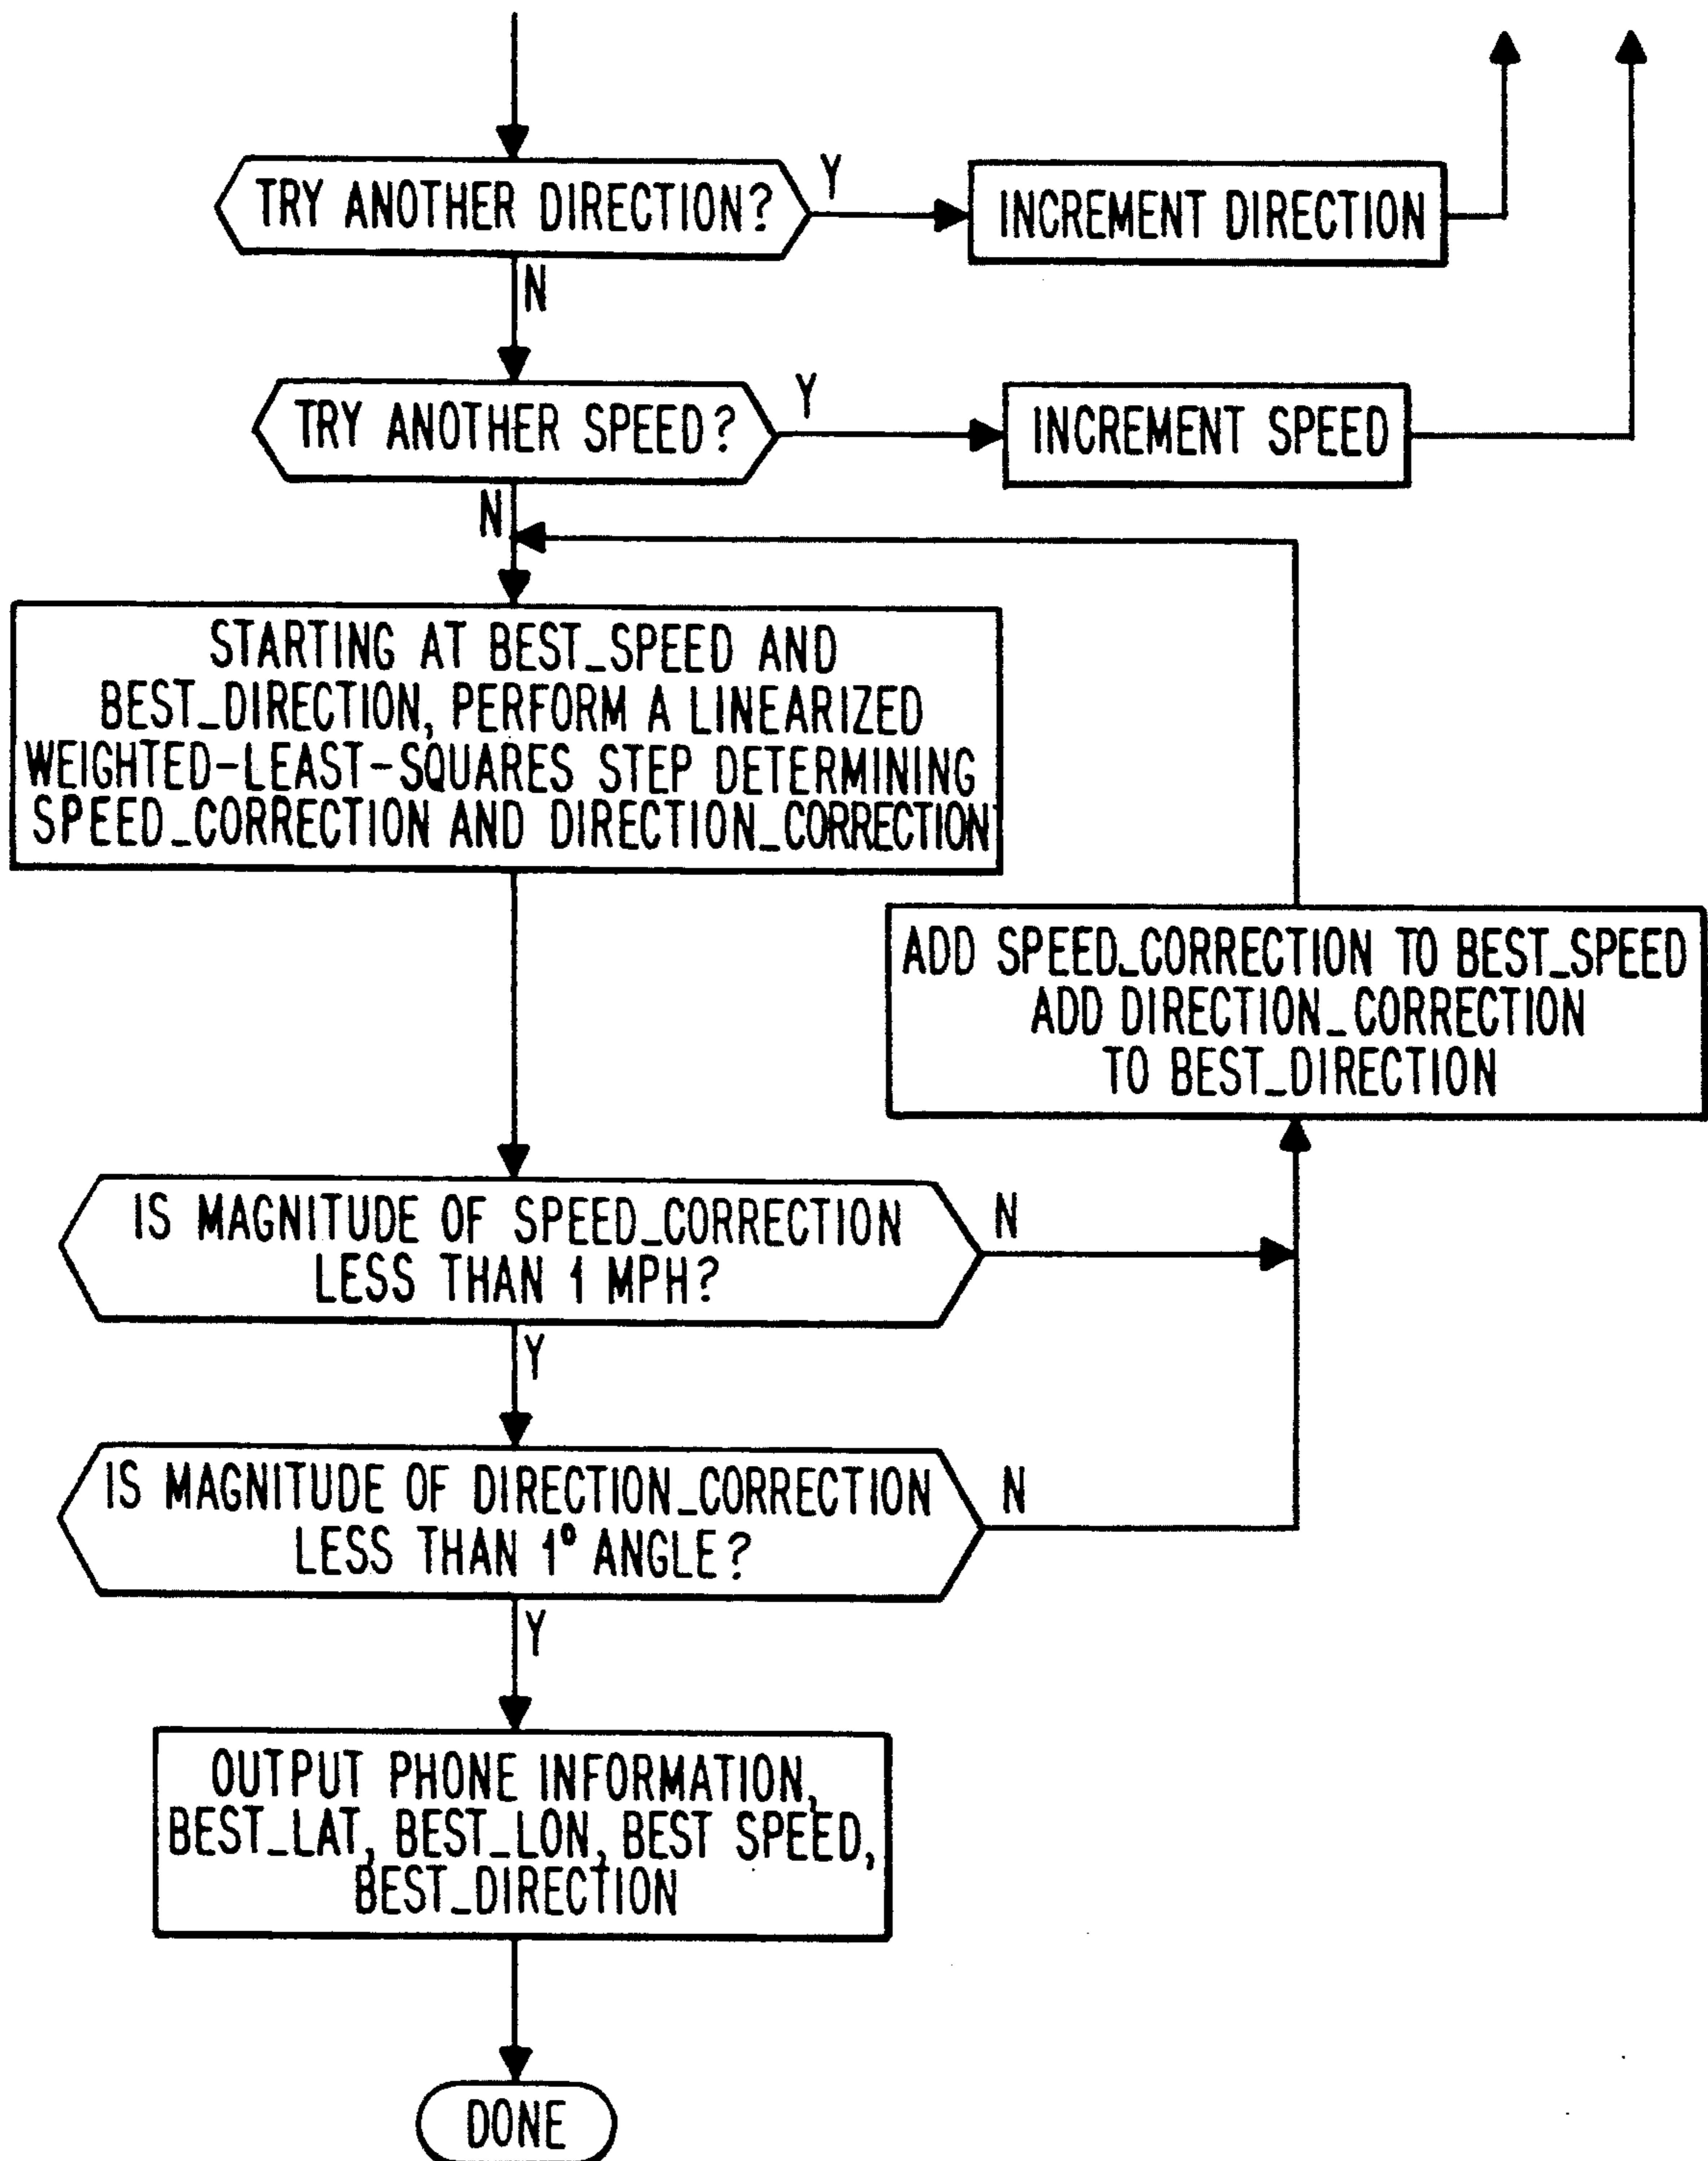 TRY ANOTHER DIRECTION?
Y
INCREMENT DIRECTION
N
TRY ANOTHER SPEED?
Y
INCREMENT SPEED
N
STARTING AT BEST_SPEED AND
BEST_DIRECTION, PERFORM A LINEARIZED
WEIGHTED-LEAST-SQUARES STEP DETERMINING
SPEED_CORRECTION AND DIRECTION_CORRECTION
ADD SPEED_CORRECTION TO BEST_SPEED
ADD DIRECTION_CORRECTION
TO BEST_DIRECTION
IS MAGNITUDE OF SPEED_CORRECTION
LESS THAN 1 MPH?
N
Y
IS MAGNITUDE OF DIRECTION_CORRECTION
LESS THAN 1° ANGLE?
N
Y
OUTPUT PHONE INFORMATION,
BEST_LAT, BEST_LON, BEST SPEED,
BEST_DIRECTION
DONE